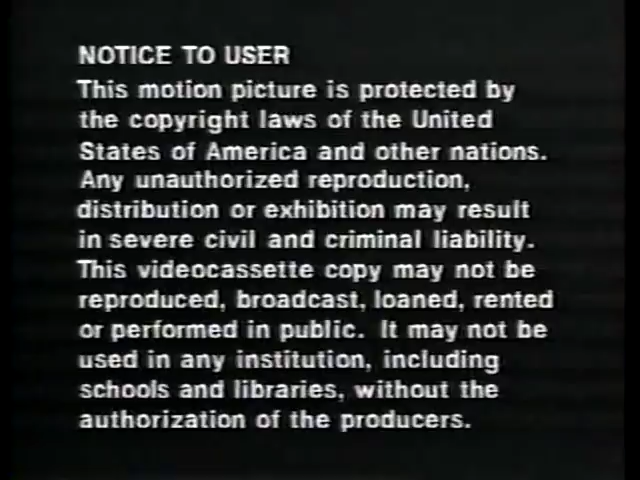 NOTICE TO USER
This motion picture is protected by
the copyright laws of the United
States of America and other nations.
Any unauthorized reproduction,
distribution or exhibition may result
in severe civil and criminal liability.
This videocassette copy may not be
reproduced, broadcast, loaned, rented
or performed in public. It may not be
used in any institution, including
schools and libraries, without the
authorization of the producers.